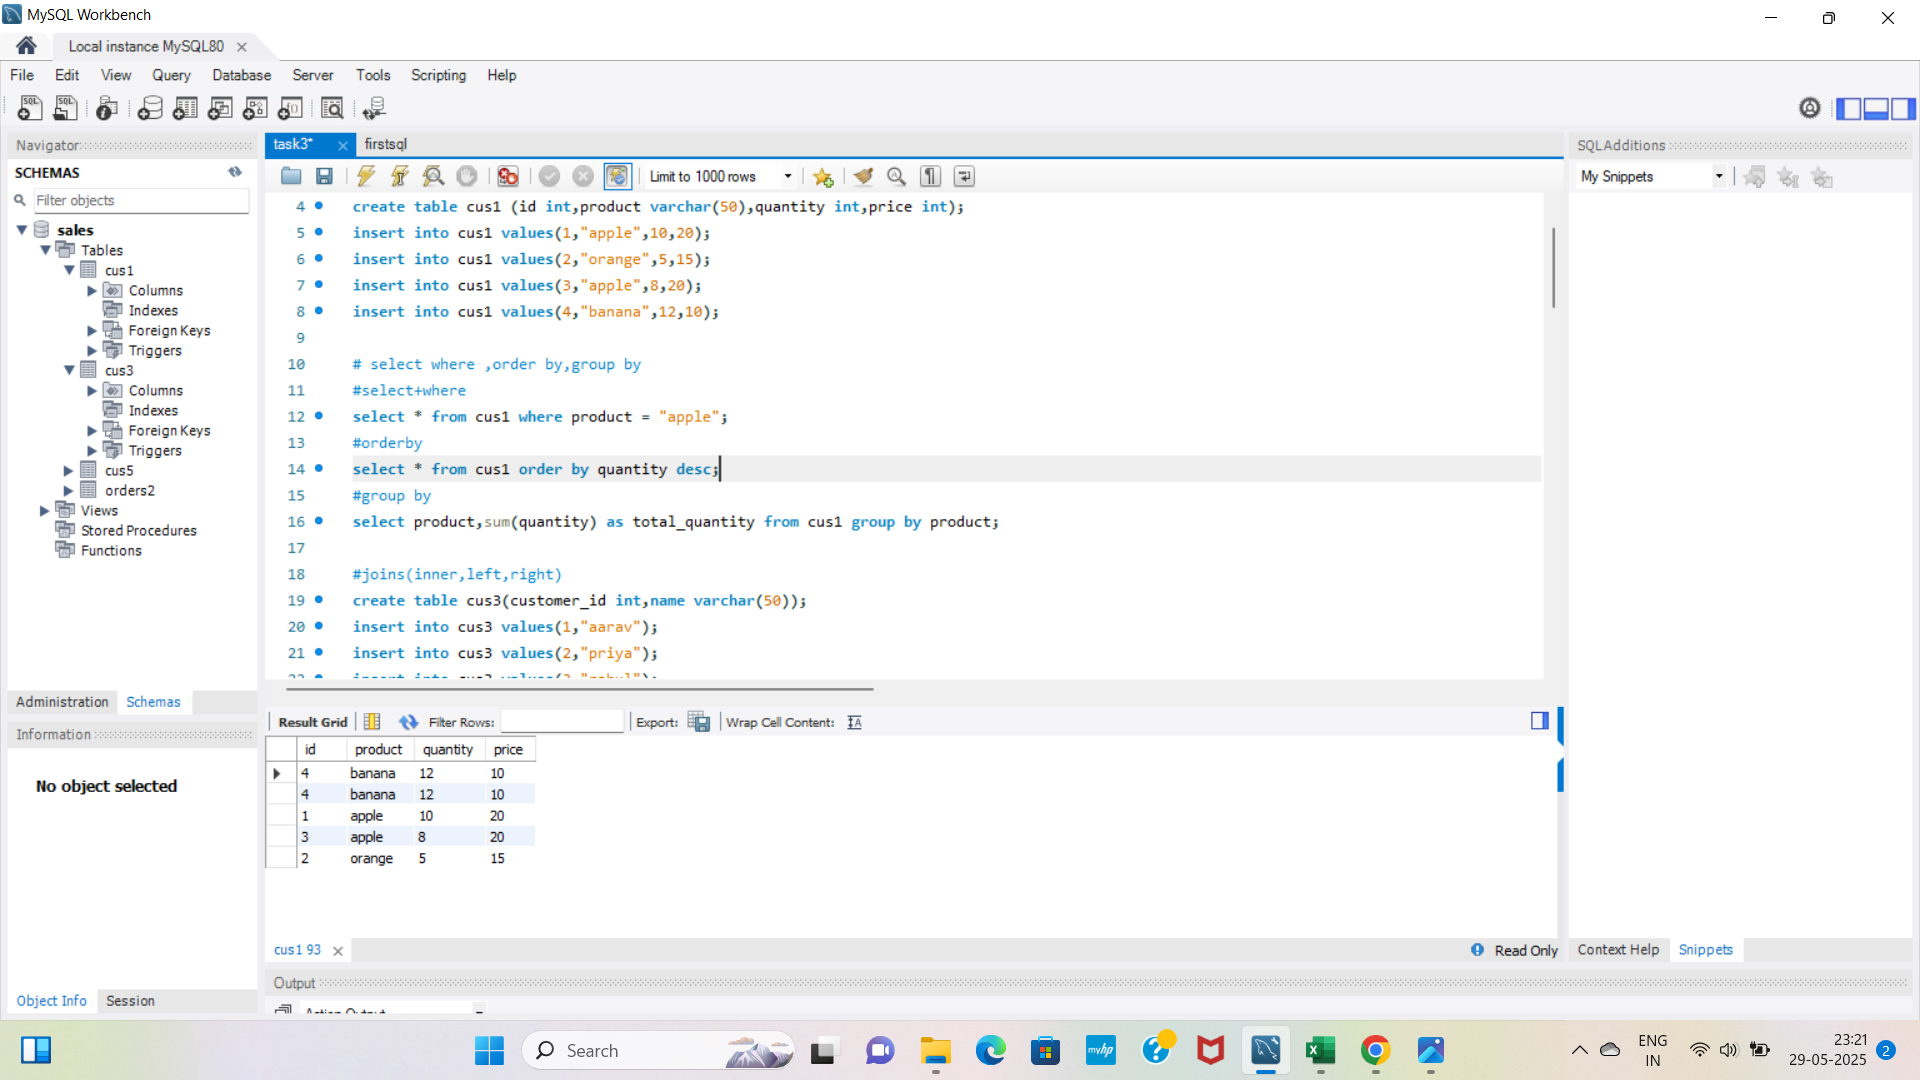 MySQL Workbench
Local instance MySQL80
File Edit View Query Database Server Tools Scripting Help
Navigator
SCHEMAS
Filter objects
sales
Tables
cus1
Columns
Indexes
Foreign Keys
Triggers
cus3
Columns
Indexes
Foreign Keys
Triggers
cus5
orders2
Views
Stored Procedures
Functions
Administration Schemas
Information
No object selected
Object Info Session
task3* firstsql
Limit to 1000 rows
4 create table cus1 (id int,product varchar(50),quantity int,price int);
5 insert into cus1 values(1,"apple",10,20);
6 insert into cus1 values(2,"orange",5,15);
7 insert into cus1 values(3,"apple",8,20);
8 insert into cus1 values(4,"banana",12,10);
9
10 # select where ,order by,group by
11 #select+where
12 select * from cus1 where product = "apple";
13 #orderby
14 select * from cus1 order by quantity desc;
15 #group by
16 select product,sum(quantity) as total_quantity from cus1 group by product;
17
18 #joins(inner,left,right)
19 create table cus3(customer_id int,name varchar(50));
20 insert into cus3 values(1,"aarav");
21 insert into cus3 values(2,"priya");
Result Grid Filter Rows: Export: Wrap Cell Content:
id product quantity price
4 banana 12 10
4 banana 12 10
1 apple 10 20
3 apple 8 20
2 orange 5 15
cus1 93
Read Only
Output
SQLAdditions
My Snippets
Context Help Snippets
Search
myhp
ENG
IN
23:21
29-05-2025
2